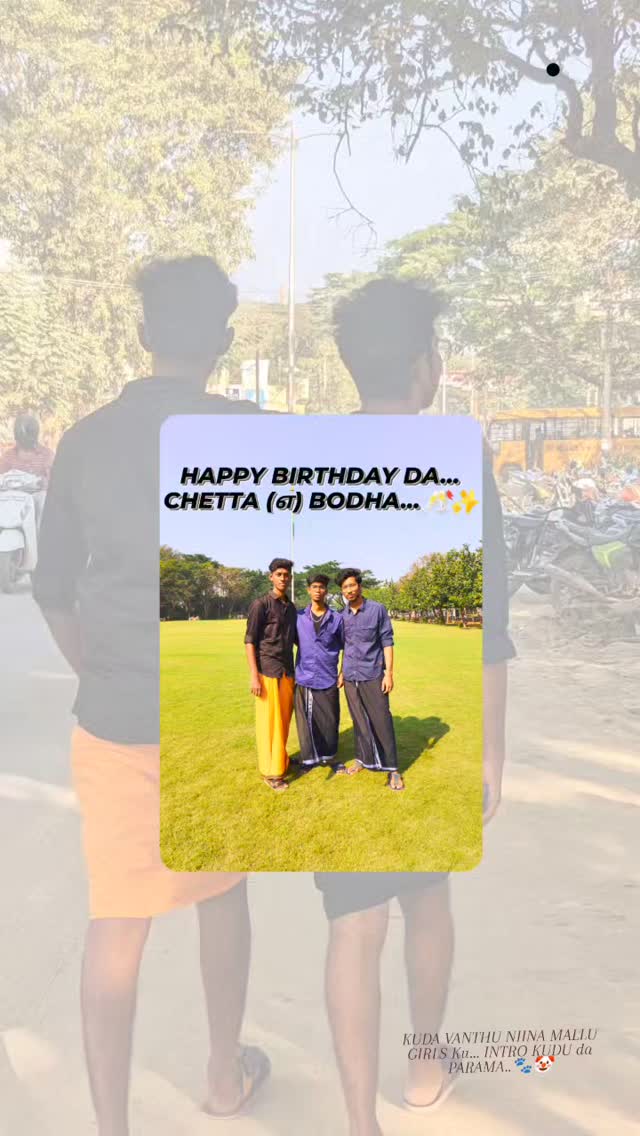 HAPPY BIRTHDAY DA...
CHETTA (எ) BODHA... 🥂✨
KUDA VANTHU NIINA MALLU
GIRLS Ku... INTRO KUDU da
PARAMA.. 🐾🤡